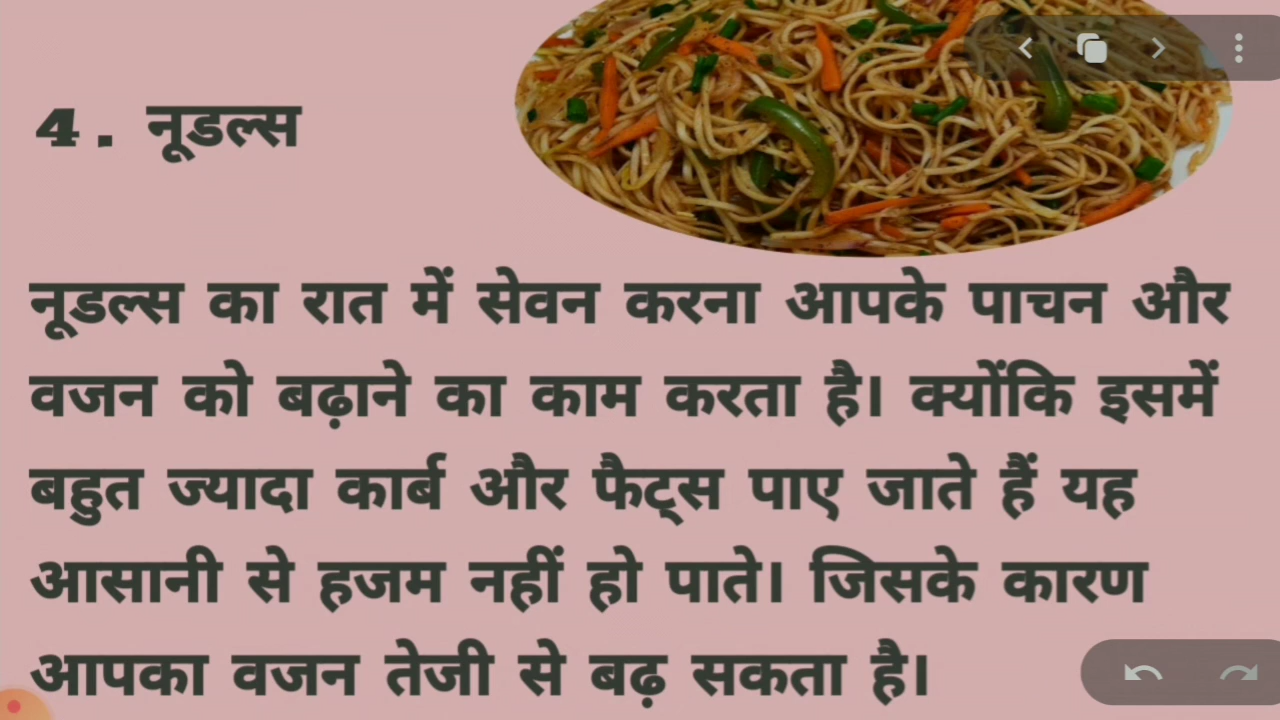 4. नूडल्स
नूडल्स का रात में सेवन करना आपके पाचन और
वजन को बढ़ाने का काम करता है। क्योंकि इसमें
बहुत ज्यादा कार्ब और फैट्स पाए जाते हैं यह
आसानी से हजम नहीं हो पाते। जिसके कारण
आपका वजन तेजी से बढ़ सकता है।